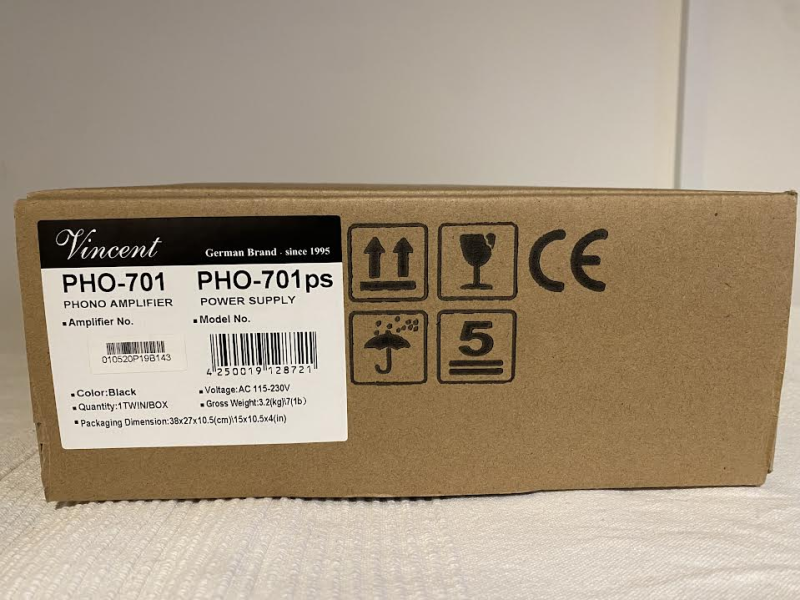 Vincent
German Brand - since 1995
PHO-701 PHO-701ps
PHONO AMPLIFIER POWER SUPPLY
▪Amplifier No. ▪Model No.
010520P19B143
4 250019 128721
▪Color:Black ▪Voltage:AC 115-230V
▪Quantity:1TWIN/BOX ▪Gross Weight:3.2(kg)\7(1b)
▪Packaging Dimension:38x27x10.5(cm)\15x10.5x4(in)
CE
5